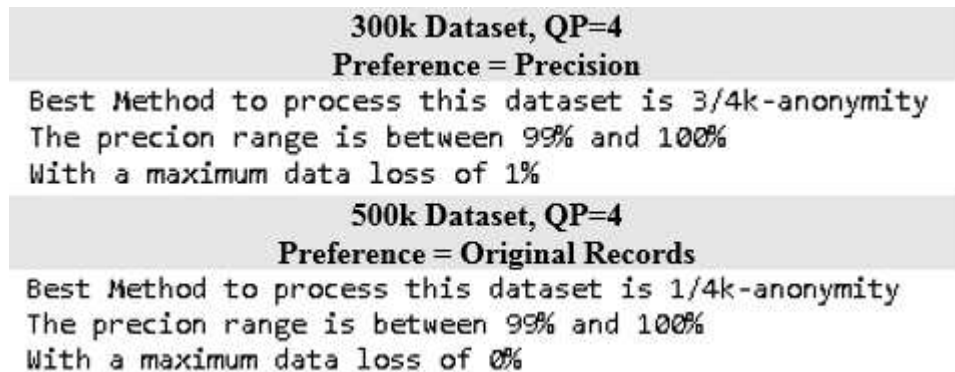 300k Dataset, QP=4
Preference = Precision
Best Method to process this dataset is 3/4k-anonymity
The precion range is between 99% and 100%
With a maximum data loss of 1%
500k Dataset, QP=4
Preference = Original Records
Best Method to process this dataset is 1/4k-anonymity
The precion range is between 99% and 100%
With a maximum data loss of 0%